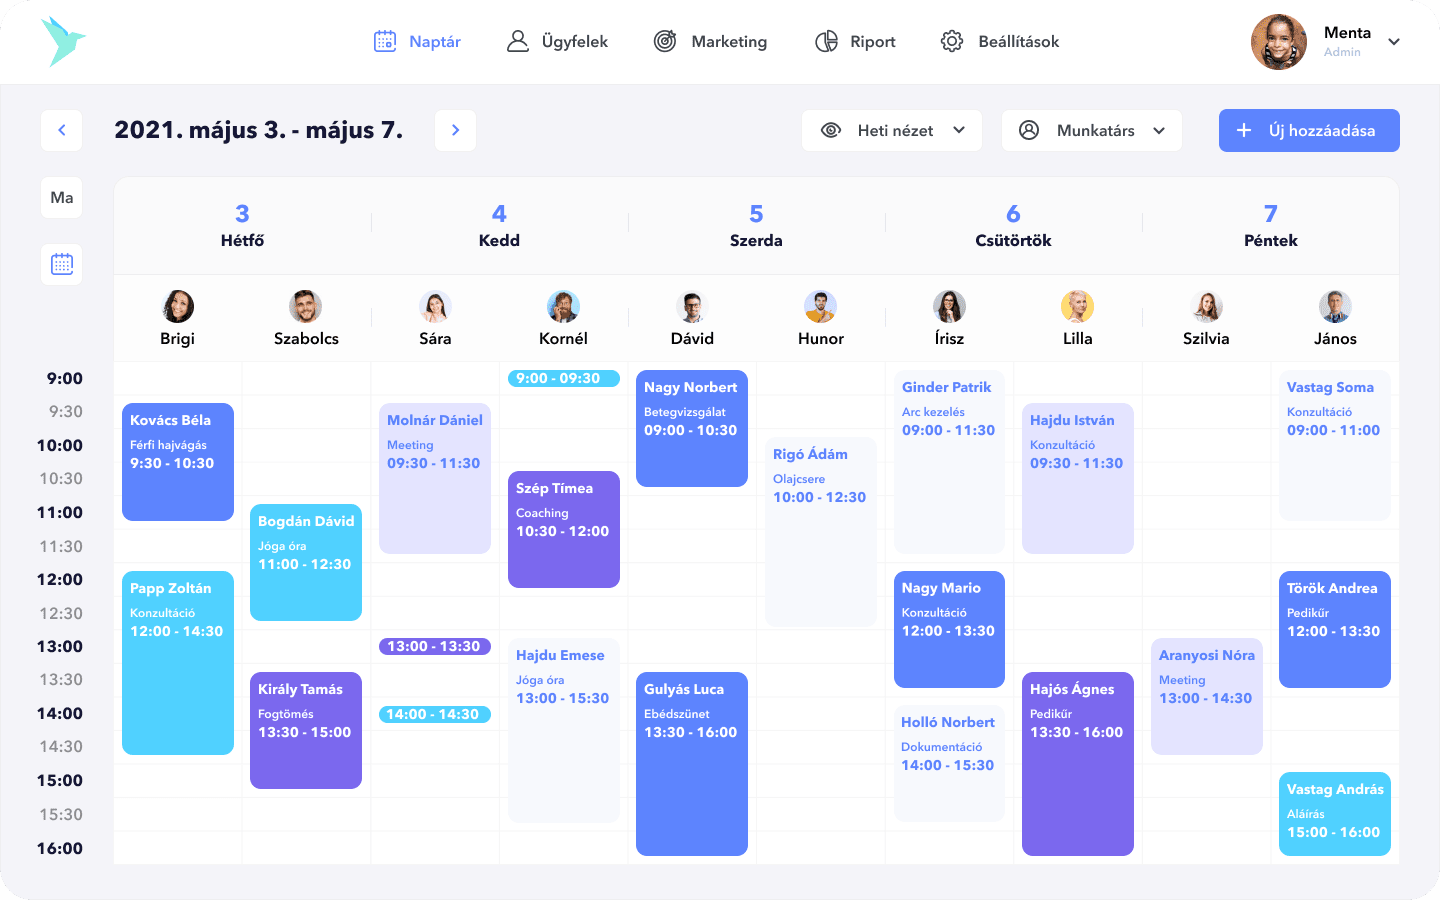 Naptár
Ügyfelek
Marketing
Riport
Beállítások
Menta
Admin
2021. május 3. - május 7.
Heti nézet
Munkatárs
Új hozzáadása
Ma
3
Hétfő
4
Kedd
5
Szerda
6
Csütörtök
7
Péntek
Brigi
Szabolcs
Sára
Kornél
Dávid
Hunor
Írisz
Lilla
Szilvia
János
9:00
9:30
10:00
10:30
11:00
11:30
12:00
12:30
13:00
13:30
14:00
14:30
15:00
15:30
16:00
Kovács Béla
Férfi hajvágás
9:30 - 10:30
Papp Zoltán
Konzultáció
12:00 - 14:30
Bogdán Dávid
Jóga óra
11:00 - 12:30
Király Tamás
Fogtömés
13:30 - 15:00
Molnár Dániel
Meeting
09:30 - 11:30
13:00 - 13:30
14:00 - 14:30
9:00 - 09:30
Szép Tímea
Coaching
10:30 - 12:00
Hajdu Emese
Jóga óra
13:00 - 15:30
Nagy Norbert
Betegvizsgálat
09:00 - 10:30
Gulyás Luca
Ebédszünet
13:30 - 16:00
Rigó Ádám
Olajcsere
10:00 - 12:30
Ginder Patrik
Arc kezelés
09:00 - 11:30
Nagy Mario
Konzultáció
12:00 - 13:30
Holló Norbert
Dokumentáció
14:00 - 15:30
Hajdu István
Konzultáció
09:30 - 11:30
Hajós Ágnes
Pedikűr
13:30 - 16:00
Aranyosi Nóra
Meeting
13:00 - 14:30
Vastag Soma
Konzultáció
09:00 - 11:00
Török Andrea
Pedikűr
12:00 - 13:30
Vastag András
Aláírás
15:00 - 16:00